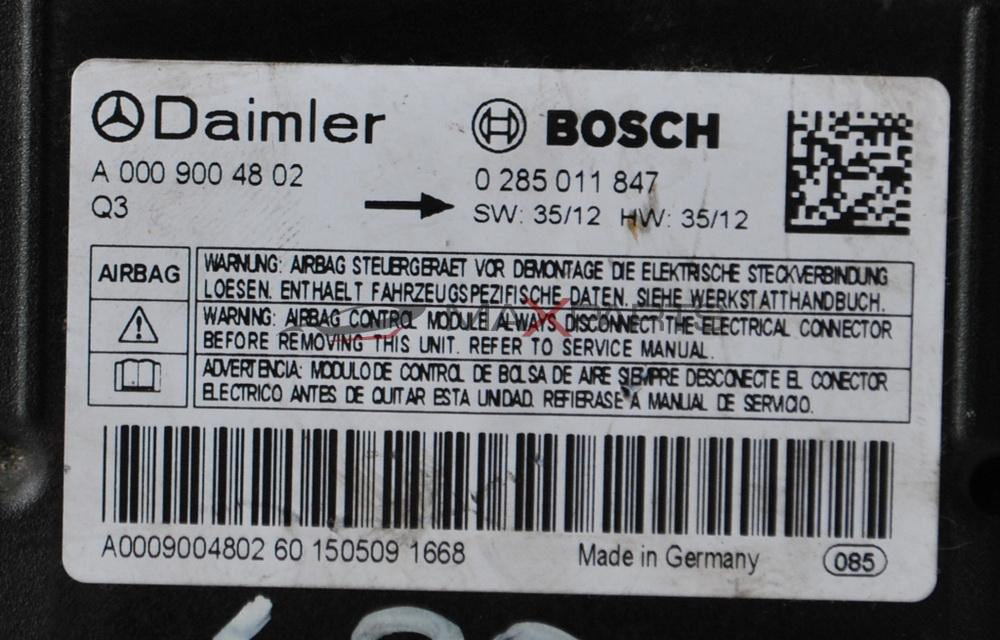 Daimler
BOSCH
A 000 900 48 02
0 285 011 847
Q3
SW: 35/12 HW: 35/12
AIRBAG
WARNUNG: AIRBAG STEUERGERAET VOR DEMONTAGE DIE ELEKTRISCHE STECKVERBINDUNG
LOESEN. ENTHAELT FAHRZEUGSPEZIFISCHE DATEN. SIEHE WERKSTATTHANDBUCH.
WARNING: AIRBAG CONTROL MODULE ALWAYS DISCONNECT THE ELECTRICAL CONNECTOR
BEFORE REMOVING THIS UNIT. REFER TO SERVICE MANUAL.
ADVERTENCIA: MODULO DE CONTROL DE BOLSA DE AIRE SIEMPRE DESCONECTE EL CONECTOR
ELECTRICO ANTES DE QUITAR ESTA UNIDAD. REFIERASE A MANUAL DE SERVICIO.
A0009004802 60 150509 1668
Made in Germany
085